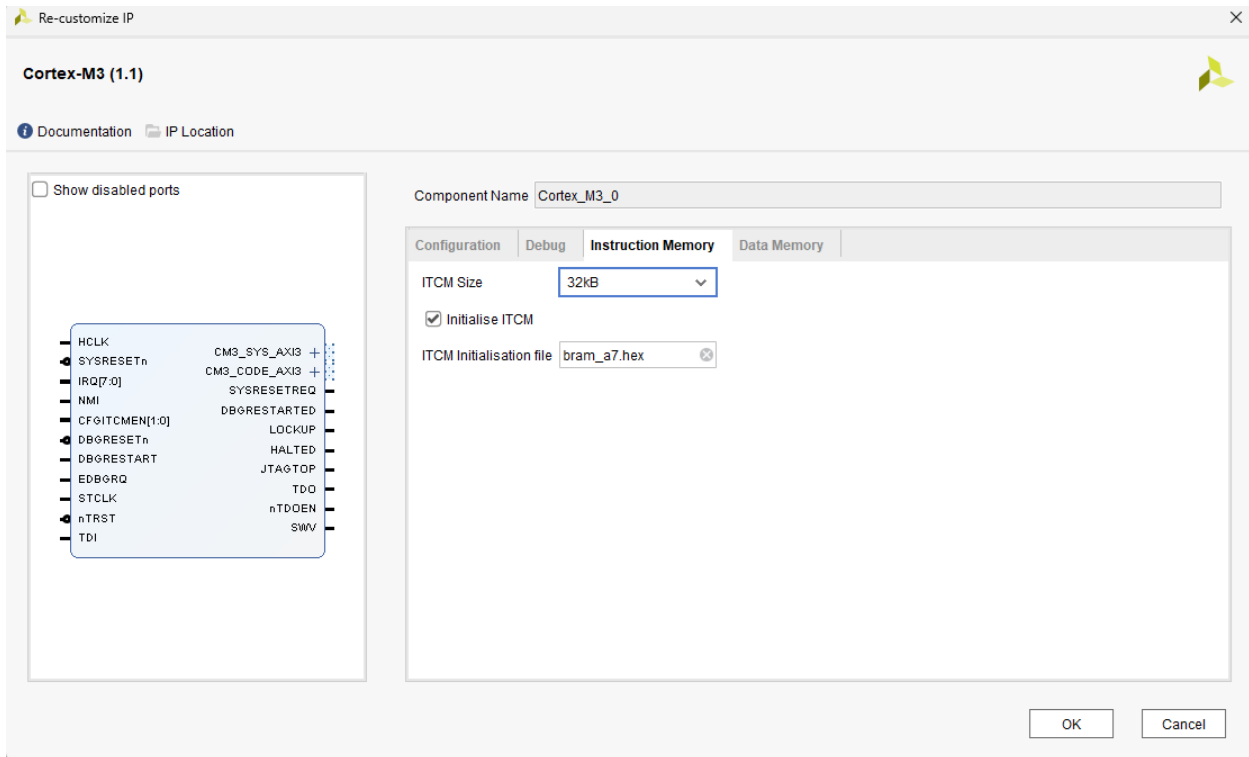 Re-customize IP
Cortex-M3 (1.1)
Documentation IP Location
Show disabled ports
HCLK
SYSRESETn
IRQ[7:0]
NMI
CFGITCMEN[1:0]
DBGRESETn
DBGRESTART
EDBGRQ
STCLK
nTRST
TDI
CM3_SYS_AXI3
CM3_CODE_AXI3
SYSRESETREQ
DBGRESTARTED
LOCKUP
HALTED
JTAGTOP
TDO
nTDOEN
SWV
Component Name Cortex_M3_0
Configuration Debug Instruction Memory Data Memory
ITCM Size 32kB
Initialise ITCM
ITCM Initialisation file bram_a7.hex
OK Cancel